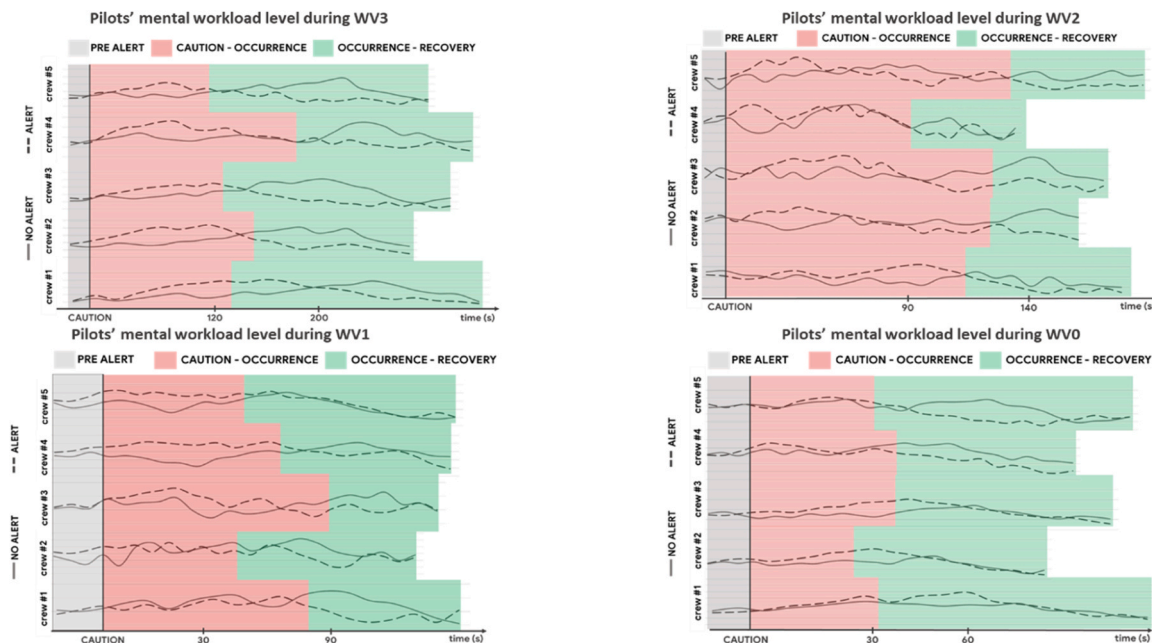 Pilots’ mental workload level during WV3
PRE ALERT CAUTION - OCCURRENCE OCCURRENCE - RECOVERY
ALERT
NO ALERT
crew #5
crew #4
crew #3
crew #2
crew #1
CAUTION 120 200 time (s)
Pilots’ mental workload level during WV2
PRE ALERT CAUTION - OCCURRENCE OCCURRENCE - RECOVERY
ALERT
NO ALERT
crew #5
crew #4
crew #3
crew #2
crew #1
CAUTION 90 140 time (s)
Pilots’ mental workload level during WV1
PRE ALERT CAUTION - OCCURRENCE OCCURRENCE - RECOVERY
ALERT
NO ALERT
crew #5
crew #4
crew #3
crew #2
crew #1
CAUTION 30 90 time (s)
Pilots’ mental workload level during WV0
PRE ALERT CAUTION - OCCURRENCE OCCURRENCE - RECOVERY
ALERT
NO ALERT
crew #5
crew #4
crew #3
crew #2
crew #1
CAUTION 30 60 time (s)